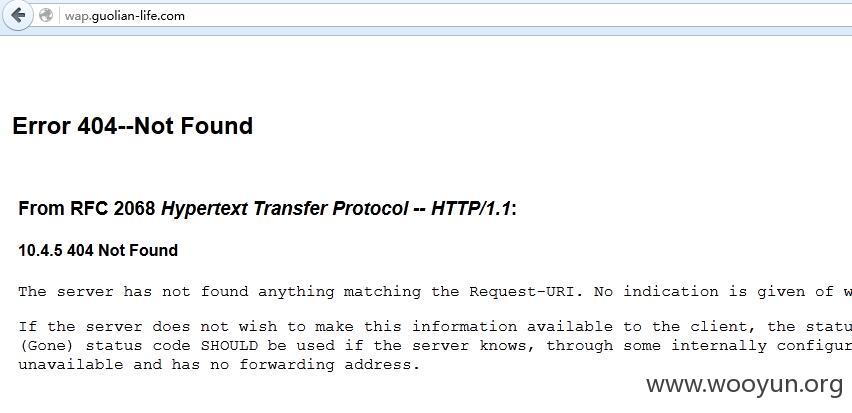 wap.guolian-life.com
Error 404--Not Found
From RFC 2068 Hypertext Transfer Protocol -- HTTP/1.1:
10.4.5 404 Not Found
The server has not found anything matching the Request-URI. No indication is given of w
If the server does not wish to make this information available to the client, the statu
(Gone) status code SHOULD be used if the server knows, through some internally configur
unavailable and has no forwarding address.
www.wooyun.org